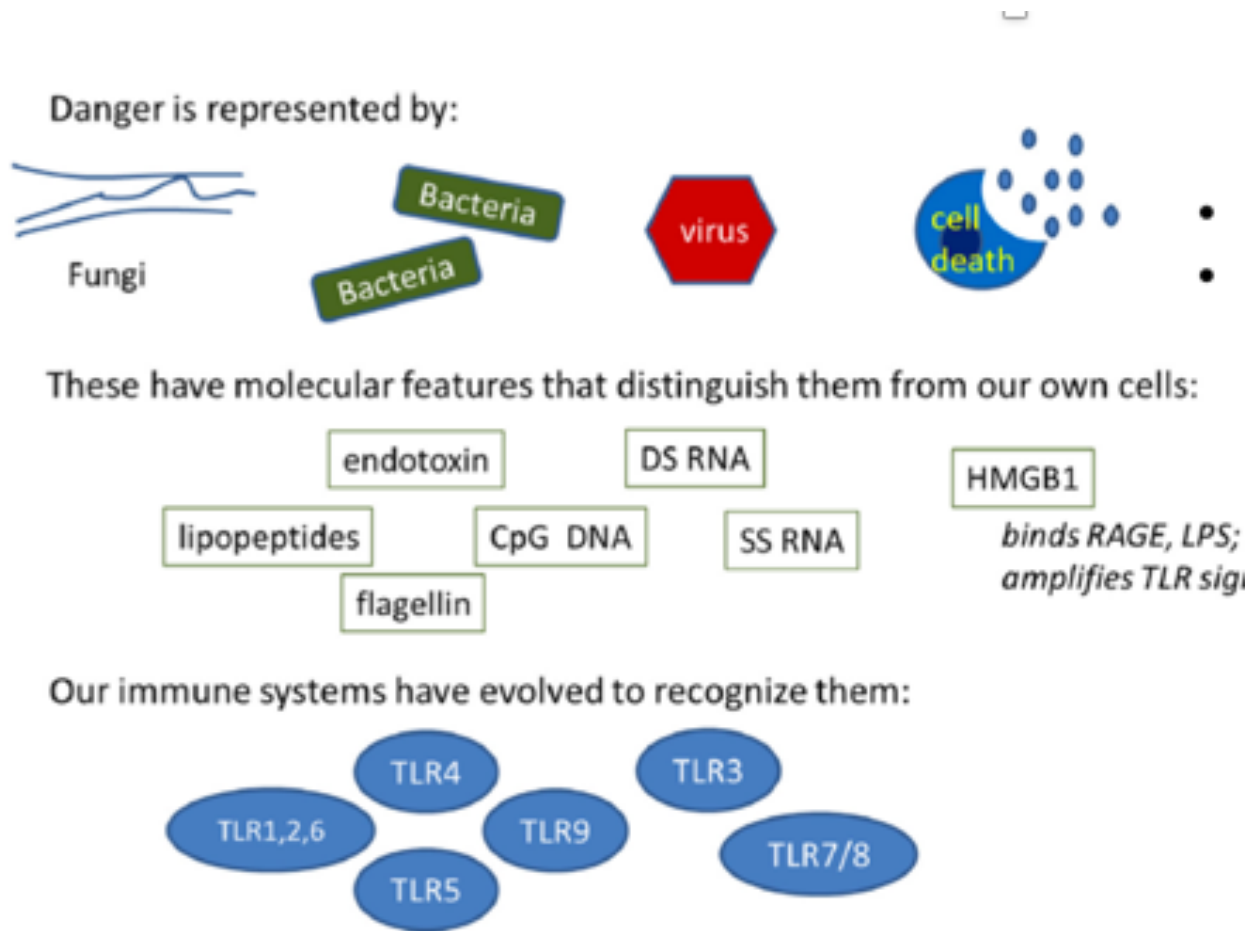 Danger is represented by:
Fungi
Bacteria
Bacteria
virus
cell
death
These have molecular features that distinguish them from our own cells:
endotoxin
DS RNA
HMGB1
lipopeptides
CpG DNA
SS RNA
binds RAGE, LPS;
amplifies TLR sig
flagellin
Our immune systems have evolved to recognize them:
TLR4
TLR3
TLR1,2,6
TLR9
TLR7/8
TLR5